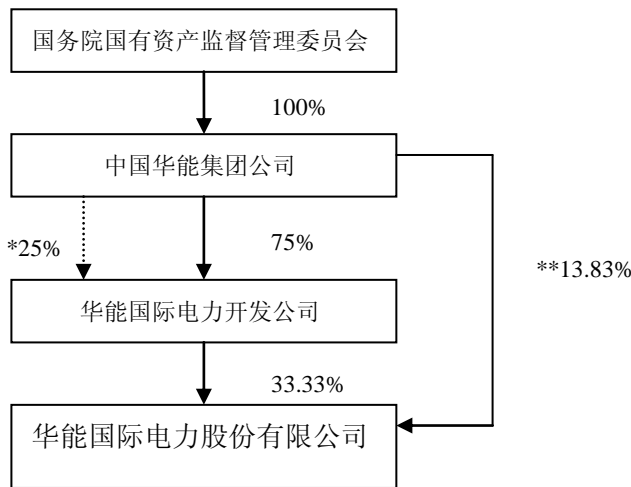 国务院国有资产监督管理委员会
100%
中国华能集团公司
*25%
75%
**13.83%
华能国际电力开发公司
33.33%
华能国际电力股份有限公司